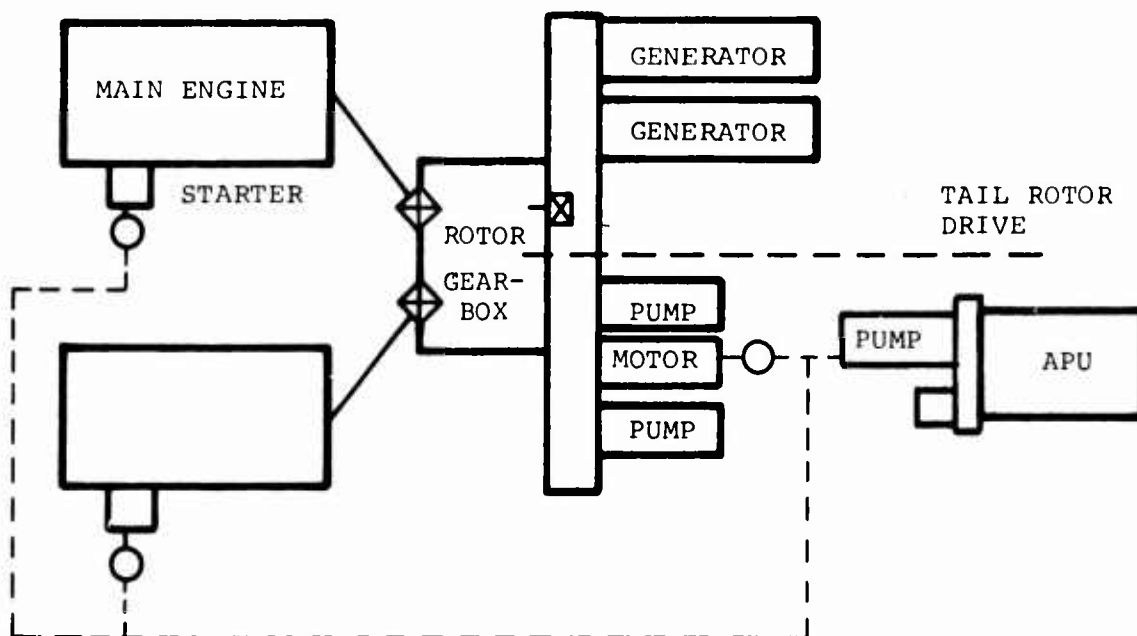 MAIN ENGINE
STARTER
ROTOR
GEAR-
BOX
GENERATOR
GENERATOR
TAIL ROTOR
DRIVE
PUMP
MOTOR
PUMP
PUMP
APU